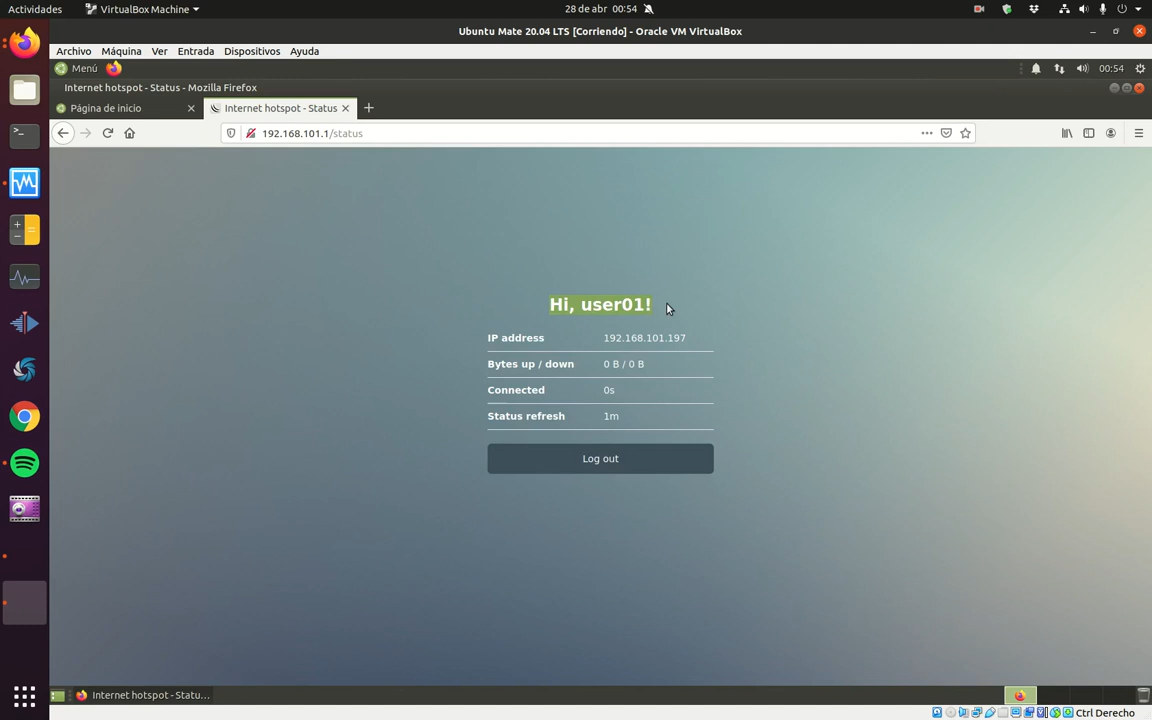 Actividades
VirtualBox Machine
28 de abr 00:54
Ubuntu Mate 20.04 LTS [Corriendo] - Oracle VM VirtualBox
Archivo Máquina Ver Entrada Dispositivos Ayuda
Menú
00:54
Internet hotspot - Status - Mozilla Firefox
Página de inicio
Internet hotspot - Status
192.168.101.1/status
Hi, user01!
IP address 192.168.101.197
Bytes up / down 0 B / 0 B
Connected 0s
Status refresh 1m
Log out
Internet hotspot - Statu…
Ctrl Derecho